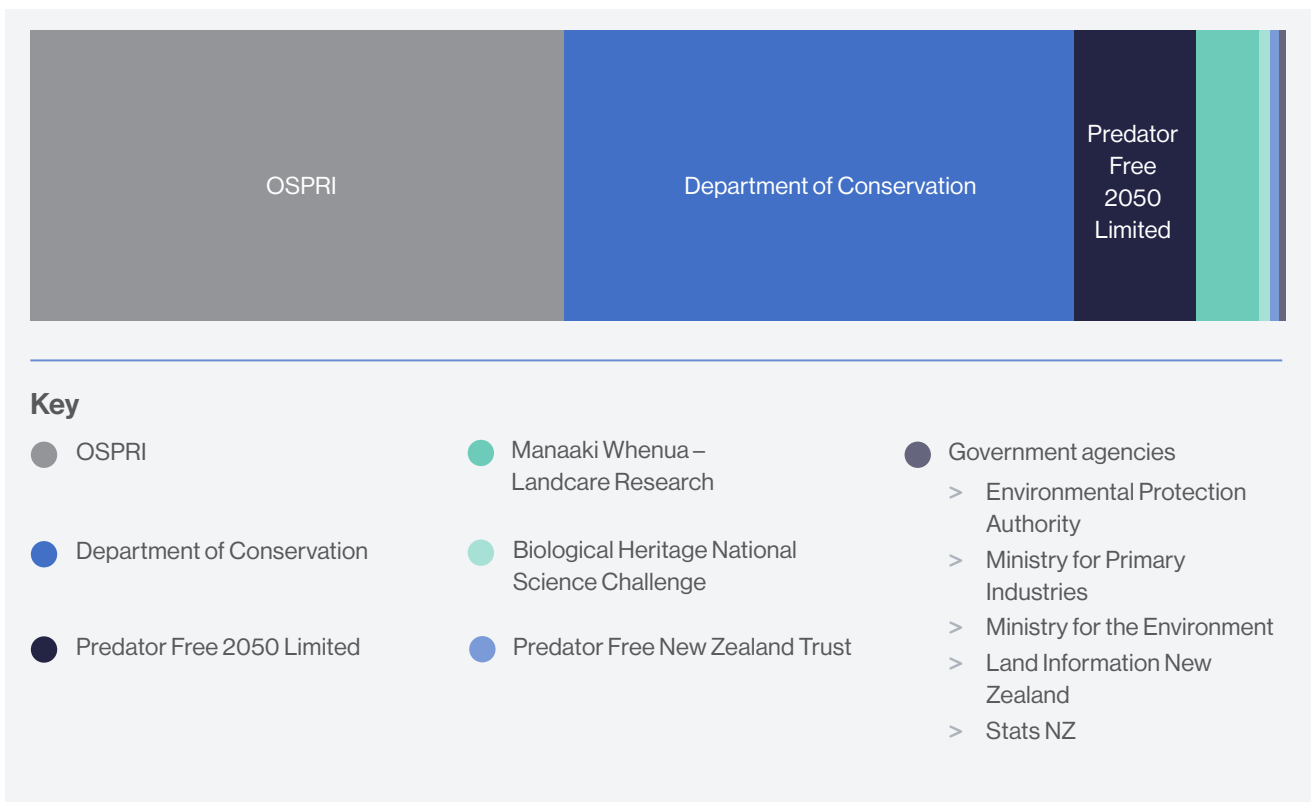 OSPRI
Department of Conservation
Predator
Free
2050
Limited
Key
OSPRI
Department of Conservation
Predator Free 2050 Limited
Manaaki Whenua –
Landcare Research
Biological Heritage National
Science Challenge
Predator Free New Zealand Trust
Government agencies
> Environmental Protection
Authority
> Ministry for Primary
Industries
> Ministry for the Environment
> Land Information New
Zealand
> Stats NZ